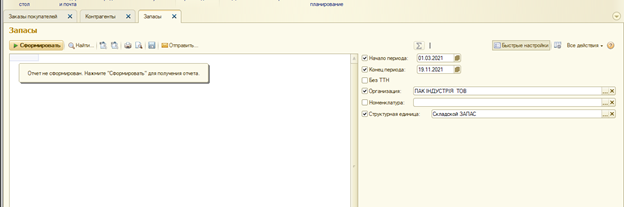 стол
и почта
планирование
Заказы покупателей
Контрагенты
Запасы
Запасы
Сформировать
Найти...
Отправить...
Быстрые настройки
Все действия
Отчет не сформирован. Нажмите "Сформировать" для получения отчета.
Начало периода: 01.03.2021
Конец периода: 19.11.2021
Без ТТН
Организация: ПАК ІНДУСТРІЯ ТОВ
Номенклатура:
Структурная единица: Складской ЗАПАС